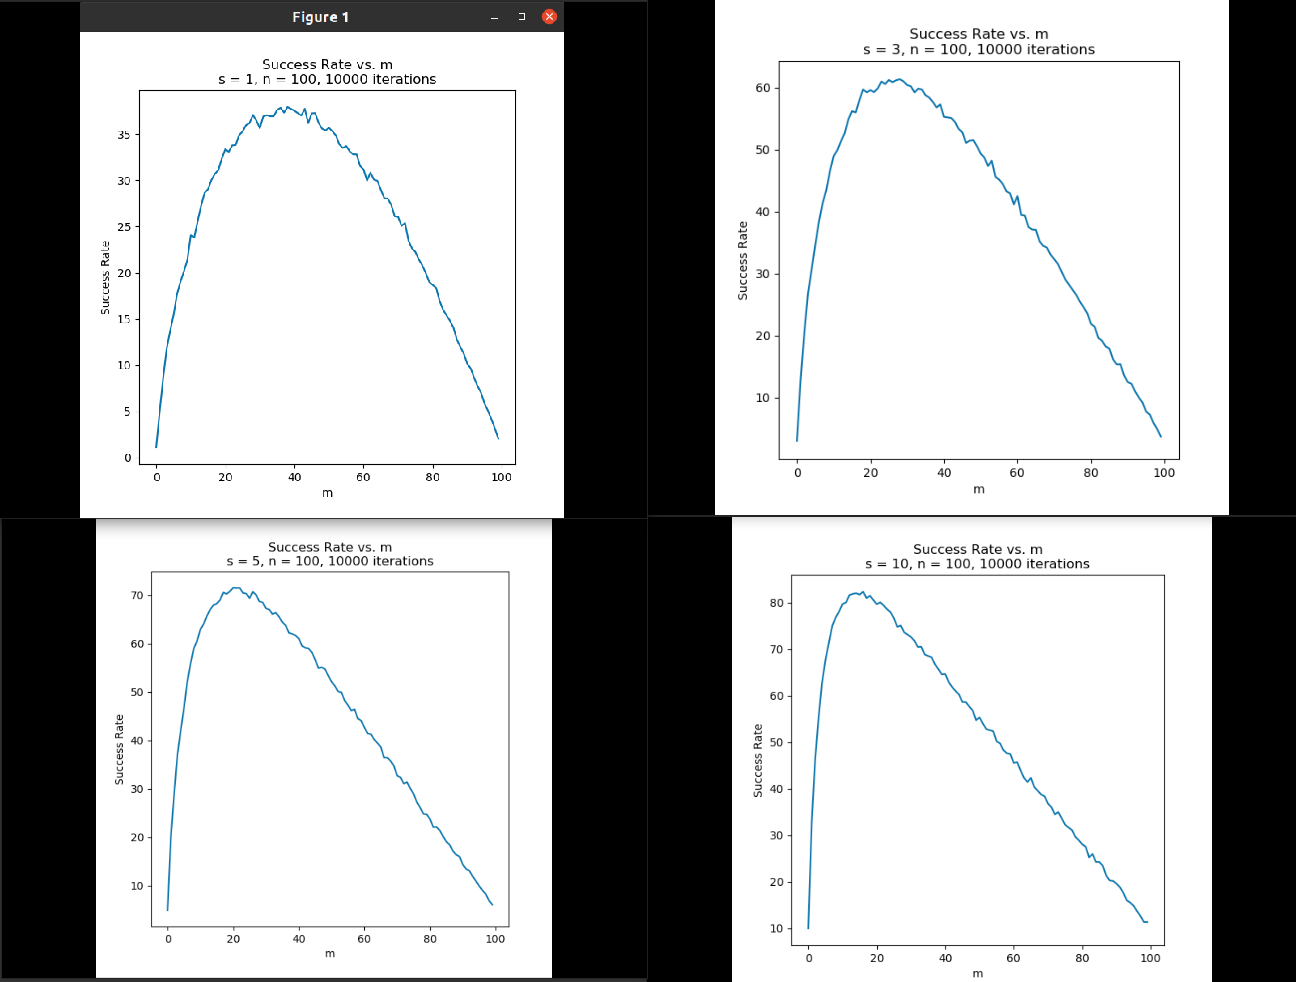 Figure 1
Success Rate vs. m
s = 1, n = 100, 10000 iterations
35
30
25
20
15
10
5
0
Success Rate
0 20 40 60 80 100
m
Success Rate vs. m
s = 3, n = 100, 10000 iterations
60
50
40
30
20
10
Success Rate
0 20 40 60 80 100
m
Success Rate vs. m
s = 5, n = 100, 10000 iterations
70
60
50
40
30
20
10
Success Rate
0 20 40 60 80 100
m
Success Rate vs. m
s = 10, n = 100, 10000 iterations
80
70
60
50
40
30
20
10
Success Rate
0 20 40 60 80 100
m